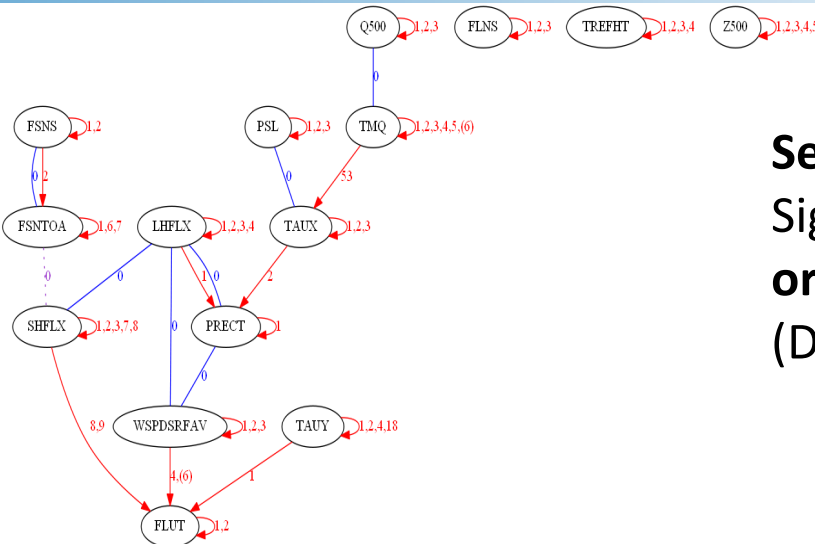 Q500 1,2,3 FLNS 1,2,3 TREFHT 1,2,3,4 Z500 1,2,3,4,5
0
FSNS 1,2 PSL 1,2,3 TMQ 1,2,3,4,5,(6)
0 2 0 53
FSNTOA 1,6,7 LHFLX 1,2,3,4 TAUX 1,2,3
0 0 1 0 2
SHFLX 1,2,3,7,8 0 PRECT 1
0
8,9 WSPDSRFAV 1,2,3 TAUY 1,2,4,18
4,(6) 1
FLUT 1,2
Se
Sig
or
(D